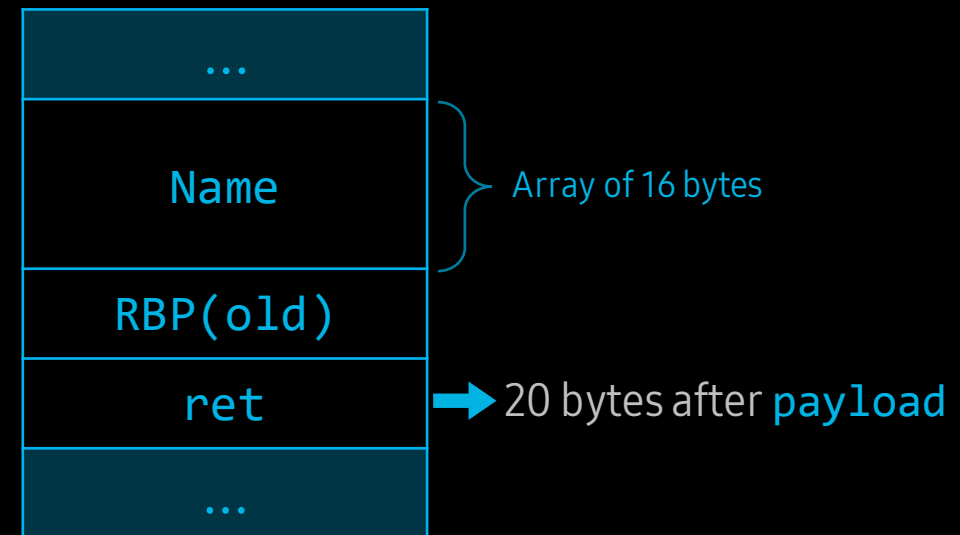 ...
Name
Array of 16 bytes
RBP(old)
ret
20 bytes after payload
...